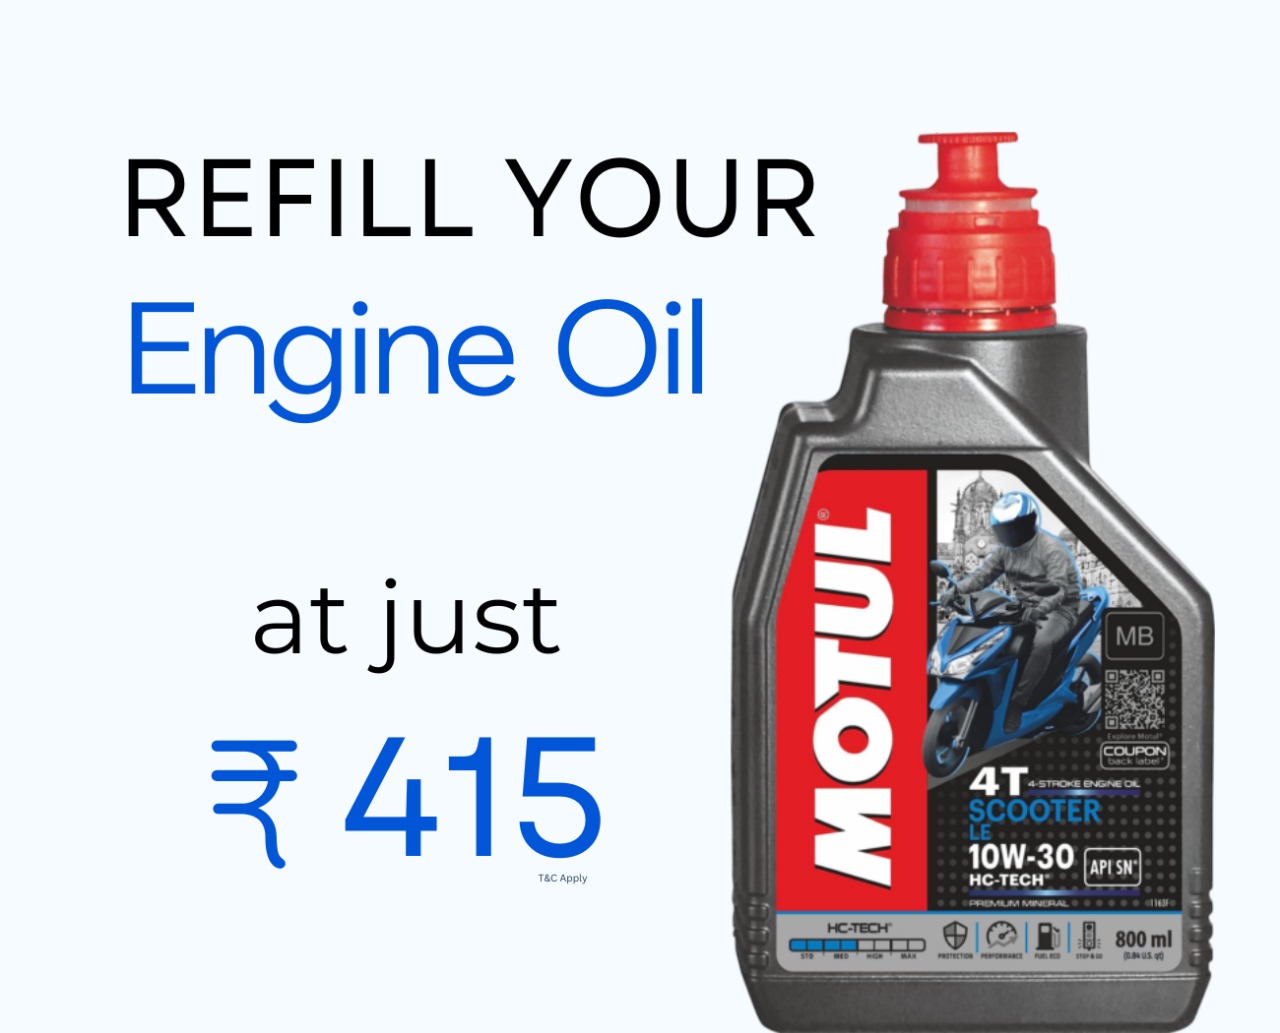 REFILL YOUR
Engine Oil
at just
₹ 415
T&C Apply
MOTUL®
MB
Explore Motul®
COUPON
back label*
4T 4-STROKE ENGINE OIL
SCOOTER
LE
10W-30
HC-TECH®
API SN*
PREMIUM MINERAL
1163F
HC-TECH®
STD MED HIGH MAX
PROTECTION PERFORMANCE FUEL ECO STOP & GO
800 ml
(0.84 U.S. qt)